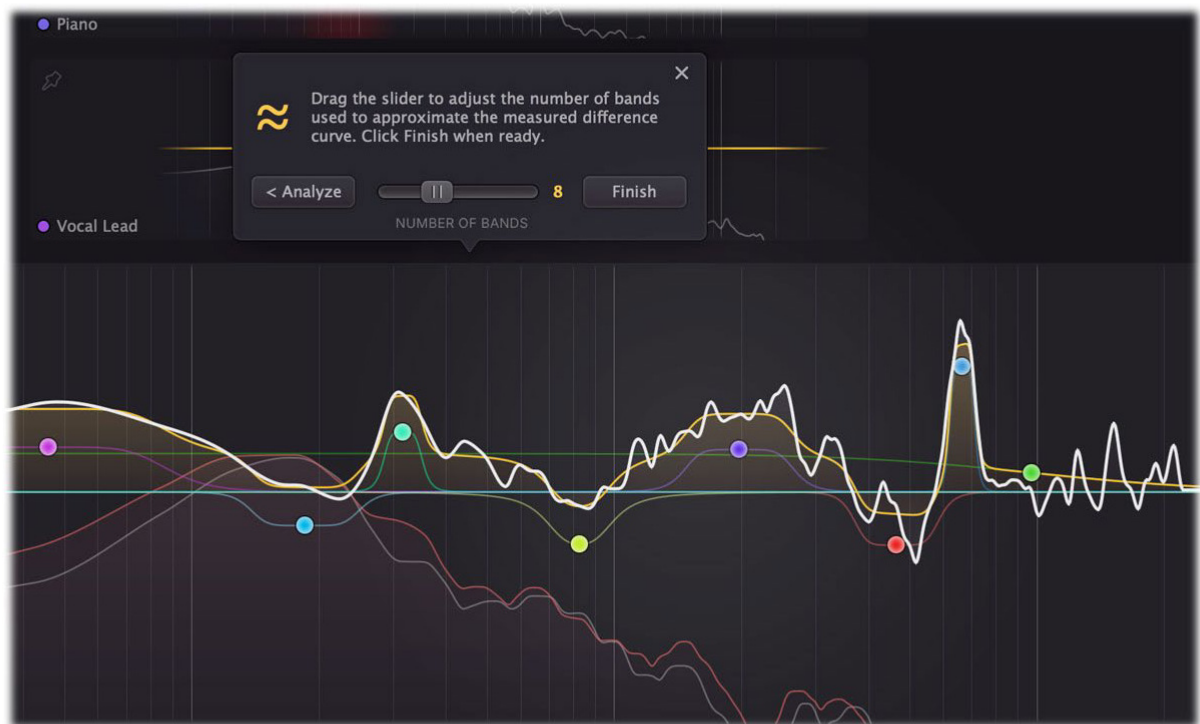 Piano
Drag the slider to adjust the number of bands
used to approximate the measured difference
curve. Click Finish when ready.
< Analyze
8
Finish
NUMBER OF BANDS
Vocal Lead